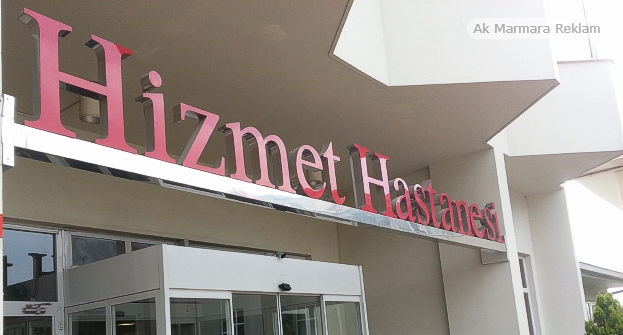 Ak Marmara Reklam
Hizmet Hastanesi